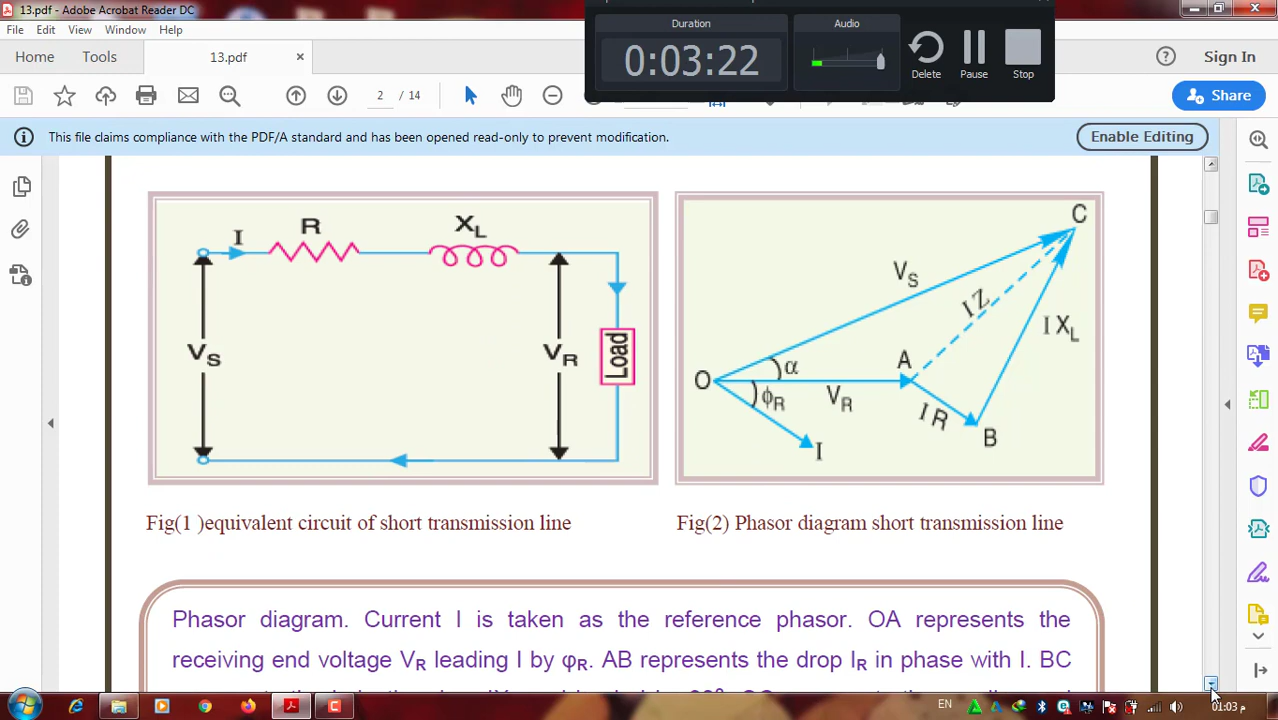 13.pdf - Adobe Acrobat Reader DC
File Edit View Window Help
Home Tools 13.pdf × Sign In
Duration Audio
0:03:22
Delete Pause Stop
2 / 14 Share
This file claims compliance with the PDF/A standard and has been opened read-only to prevent modification. Enable Editing
I R XL
VS VR Load
C
VS I Z I XL
O α A
ϕR VR I R B
I
Fig(1 )equivalent circuit of short transmission line
Fig(2) Phasor diagram short transmission line
Phasor diagram. Current I is taken as the reference phasor. OA represents the
receiving end voltage VR leading I by φR. AB represents the drop IR in phase with I. BC
EN 01:03 م